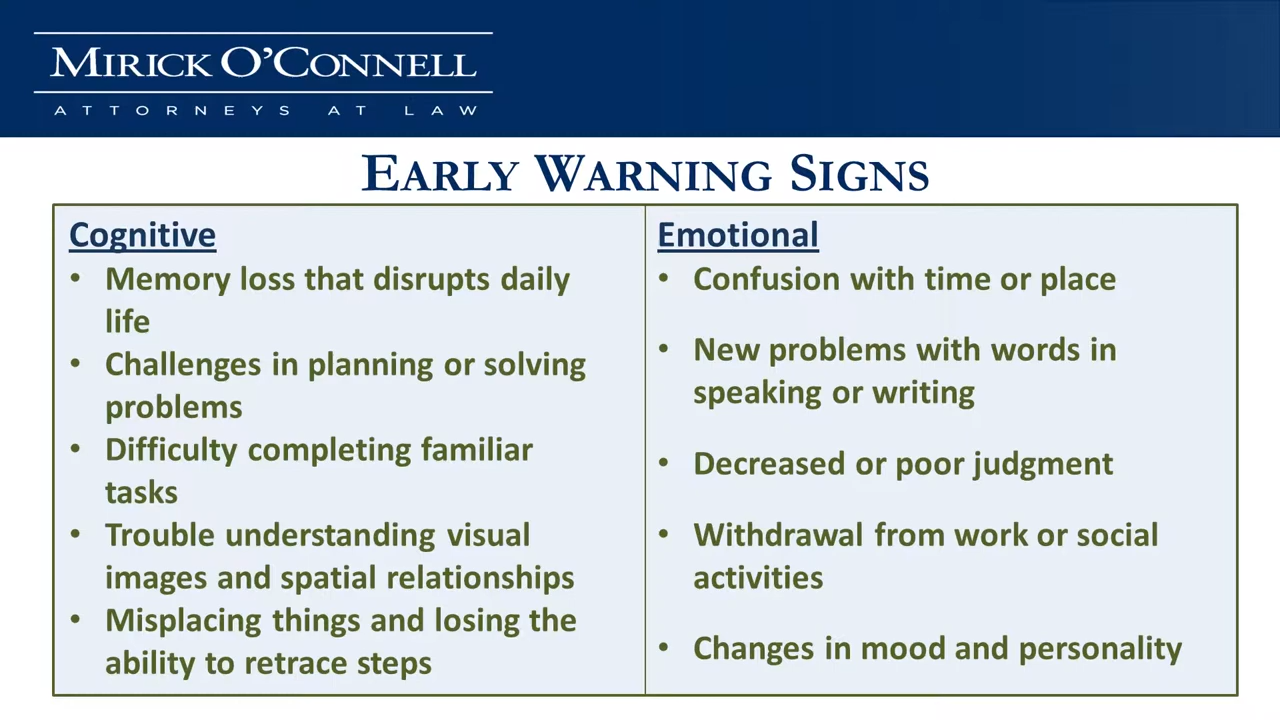 MIRICK O'CONNELL
ATTORNEYS AT LAW
EARLY WARNING SIGNS
Cognitive
• Memory loss that disrupts daily
life
• Challenges in planning or solving
problems
• Difficulty completing familiar
tasks
• Trouble understanding visual
images and spatial relationships
• Misplacing things and losing the
ability to retrace steps
Emotional
• Confusion with time or place
• New problems with words in
speaking or writing
• Decreased or poor judgment
• Withdrawal from work or social
activities
• Changes in mood and personality